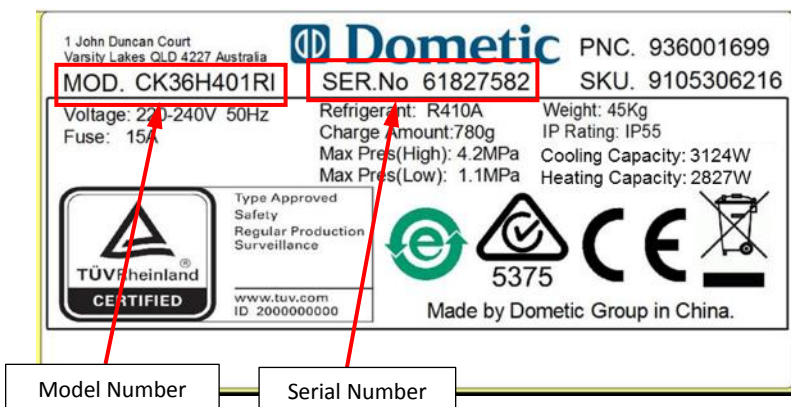 1 John Duncan Court
Varsity Lakes QLD 4227 Australia
Dometic
PNC. 936001699
MOD. CK36H401RI
SER.No 61827582
SKU. 9105306216
Voltage: 220-240V 50Hz
Fuse: 15A
Refrigerant: R410A
Charge Amount:780g
Max Pres(High): 4.2MPa
Max Pres(Low): 1.1MPa
Weight: 45Kg
IP Rating: IP55
Cooling Capacity: 3124W
Heating Capacity: 2827W
TÜVRheinland®
CERTIFIED
Type Approved
Safety
Regular Production
Surveillance
www.tuv.com
ID 2000000000
e
5375
CE
Made by Dometic Group in China.
Model Number
Serial Number